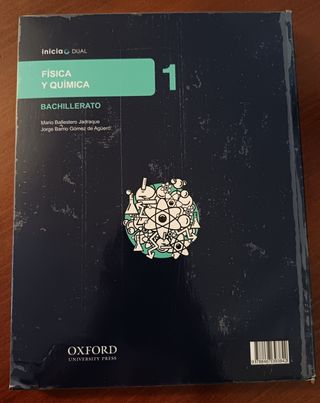 inicia DUAL
FÍSICA
Y QUÍMICA
1
BACHILLERATO
Mario Ballestero Jadraque
Jorge Barrio Gómez de Agüero
OXFORD
UNIVERSITY PRESS